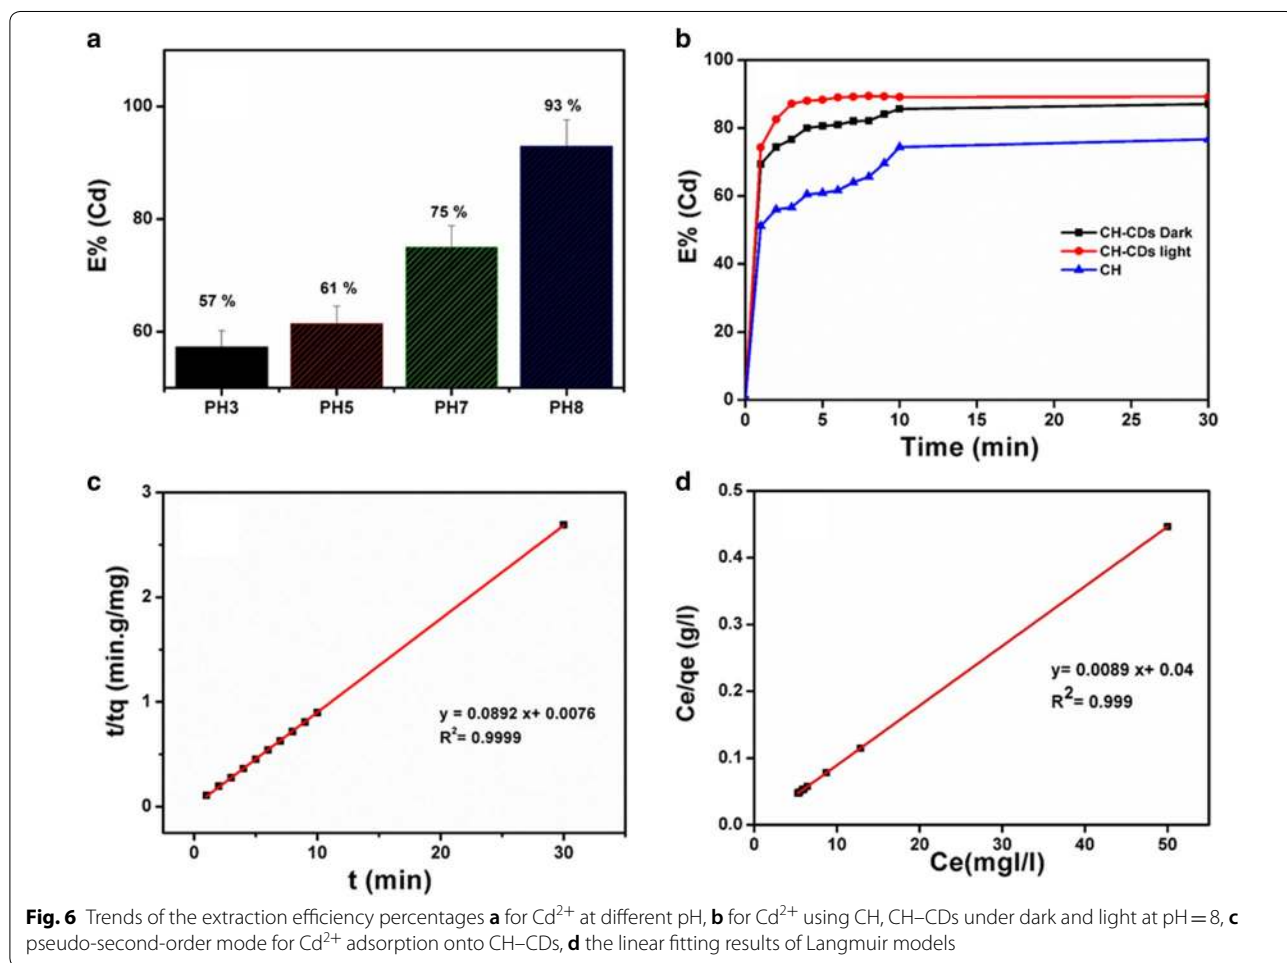 a
E% (Cd)
100
80
60
57 %
61 %
75 %
93 %
PH3 PH5 PH7 PH8
b
E% (Cd)
100
80
60
40
20
0
CH-CDs Dark
CH-CDs light
CH
0 5 10 15 20 25 30
Time (min)
c
t/tq (min.g/mg)
3
2
1
0
y = 0.0892 x+ 0.0076
R²= 0.9999
0 10 20 30
t (min)
d
Ce/qe (g/l)
0.5
0.4
0.3
0.2
0.1
0.0
y= 0.0089 x+ 0.04
R²= 0.999
0 10 20 30 40 50
Ce(mgl/l)
Fig. 6 Trends of the extraction efficiency percentages a for Cd²⁺ at different pH, b for Cd²⁺ using CH, CH–CDs under dark and light at pH = 8, c
pseudo-second-order mode for Cd²⁺ adsorption onto CH–CDs, d the linear fitting results of Langmuir models